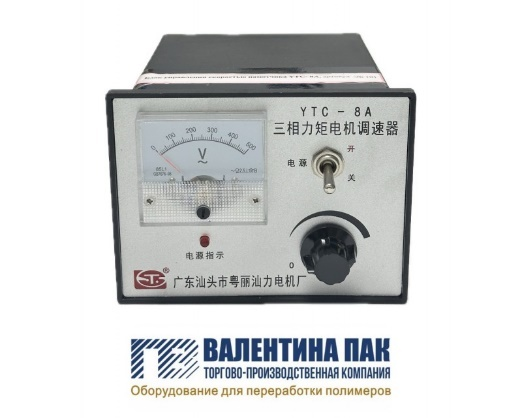 YTC - 8A
三相力矩电机调速器
0 100 200 300 400 500
V
电源
开
关
电源指示
0
广东汕头市粤丽汕力电机厂
ВАЛЕНТИНА ПАК
ТОРГОВО-ПРОИЗВОДСТВЕННАЯ КОМПАНИЯ
Оборудование для переработки полимеров